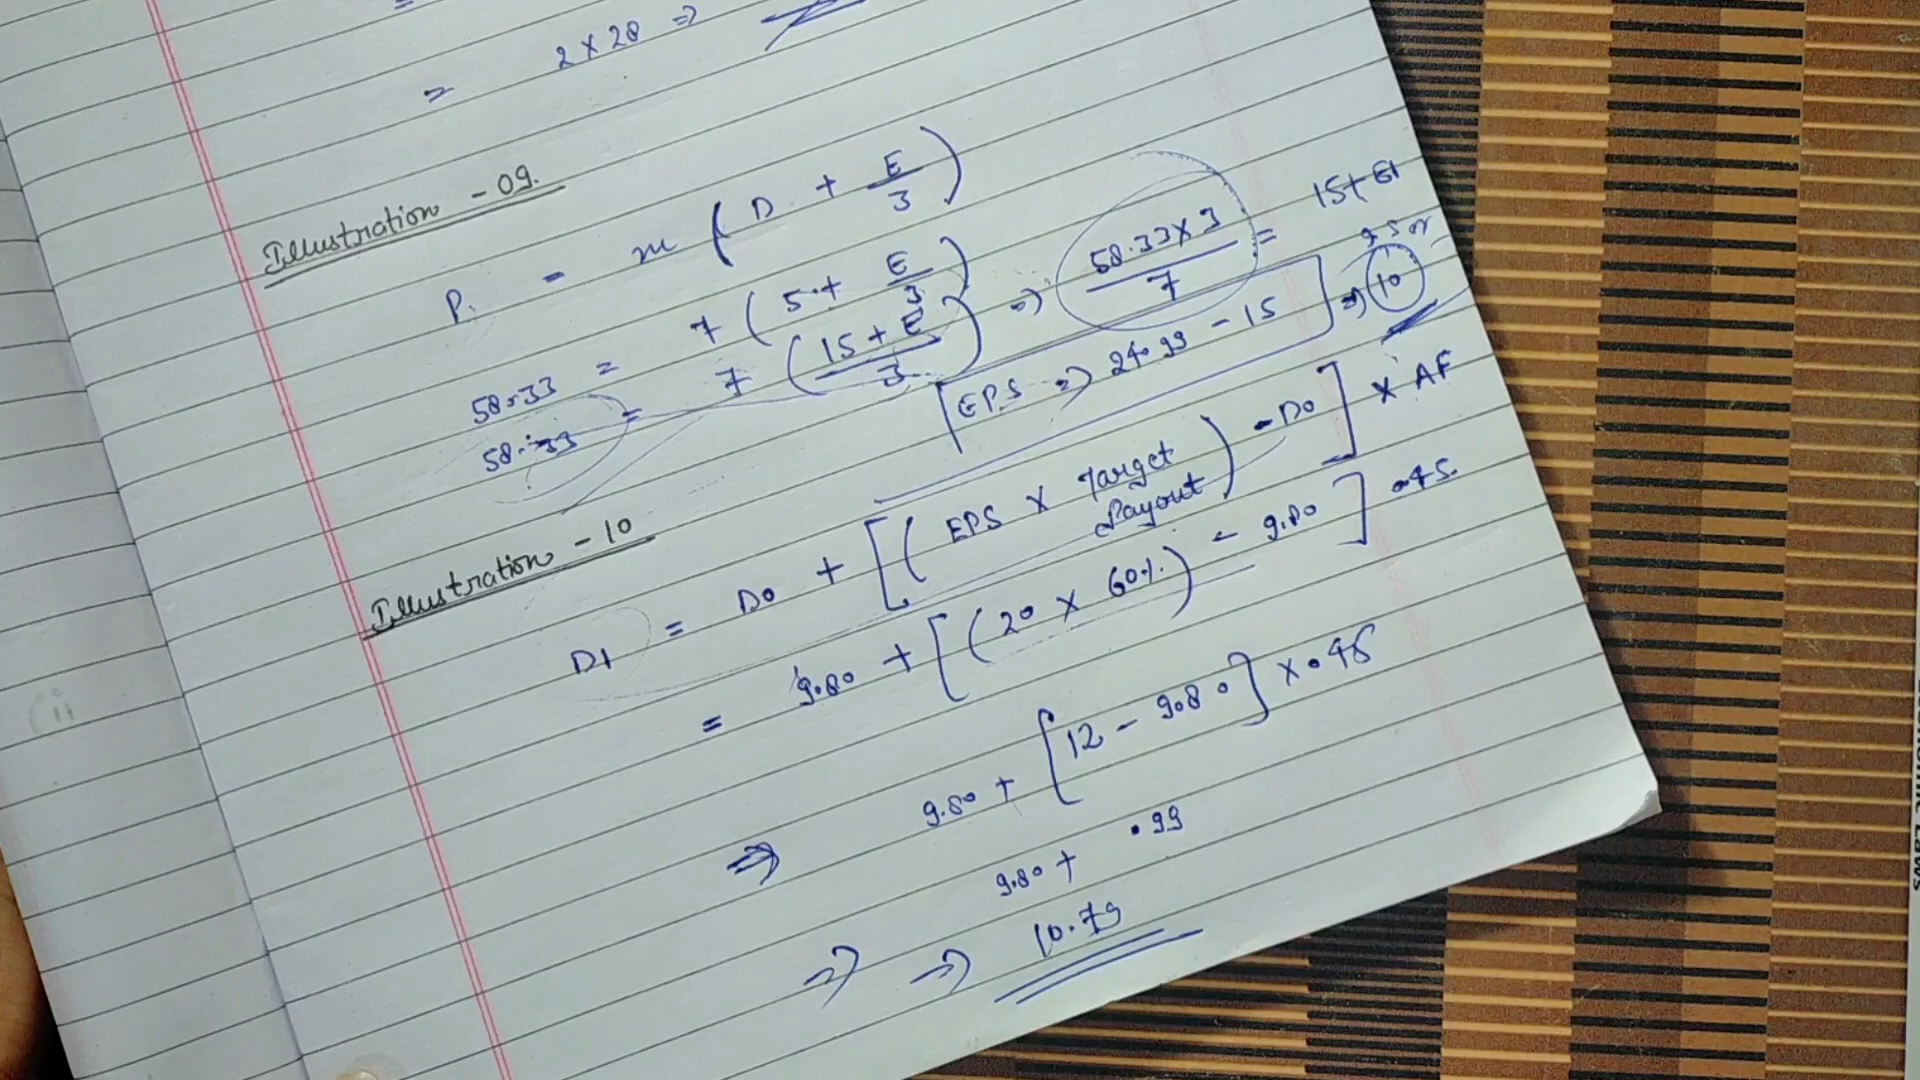 = 2 × 28 ⇒
Illustration - 09.
P. = m ( D + E/3 )
58.33 = 7 ( 5 + E/3 )
58.33 = 7 ( 15 + E / 3 ) ⇒ 58.33 × 3 / 7 = 15 + E
EPS ⇒ 24.99 - 15 ⇒ 10
Illustration - 10
D1 = D0 + [ ( EPS × Target Payout ) - D0 ] × AF
= 9.80 + [ ( 20 × 60% ) - 9.80 ] .45
⇒ 9.80 + [ 12 - 9.80 ] × .45
⇒ 9.80 + .99
⇒ 10.79